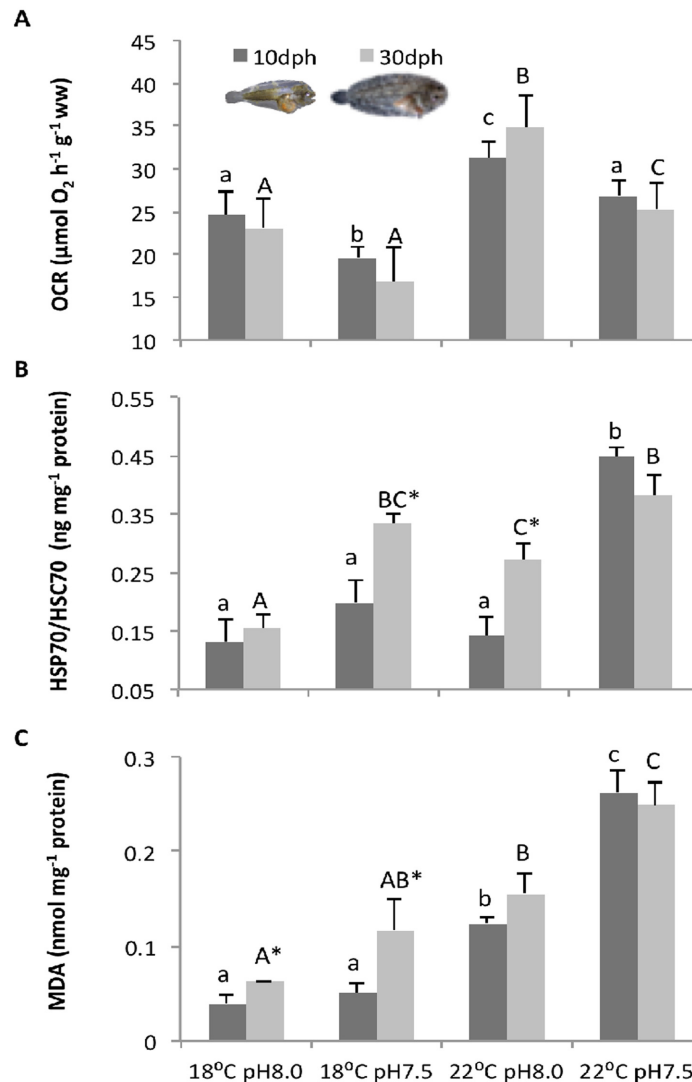 A
10dph 30dph
OCR (µmol O₂ h⁻¹ g⁻¹ ww)
45
40
35
30
25
20
15
10
a A b A c B a C
B
HSP70/HSC70 (ng mg⁻¹ protein)
0.55
0.45
0.35
0.25
0.15
0.05
a A a BC* a C* b B
C
MDA (nmol mg⁻¹ protein)
0.3
0.2
0.1
0
a A* a AB* b B c C
18°C pH8.0 18°C pH7.5 22°C pH8.0 22°C pH7.5